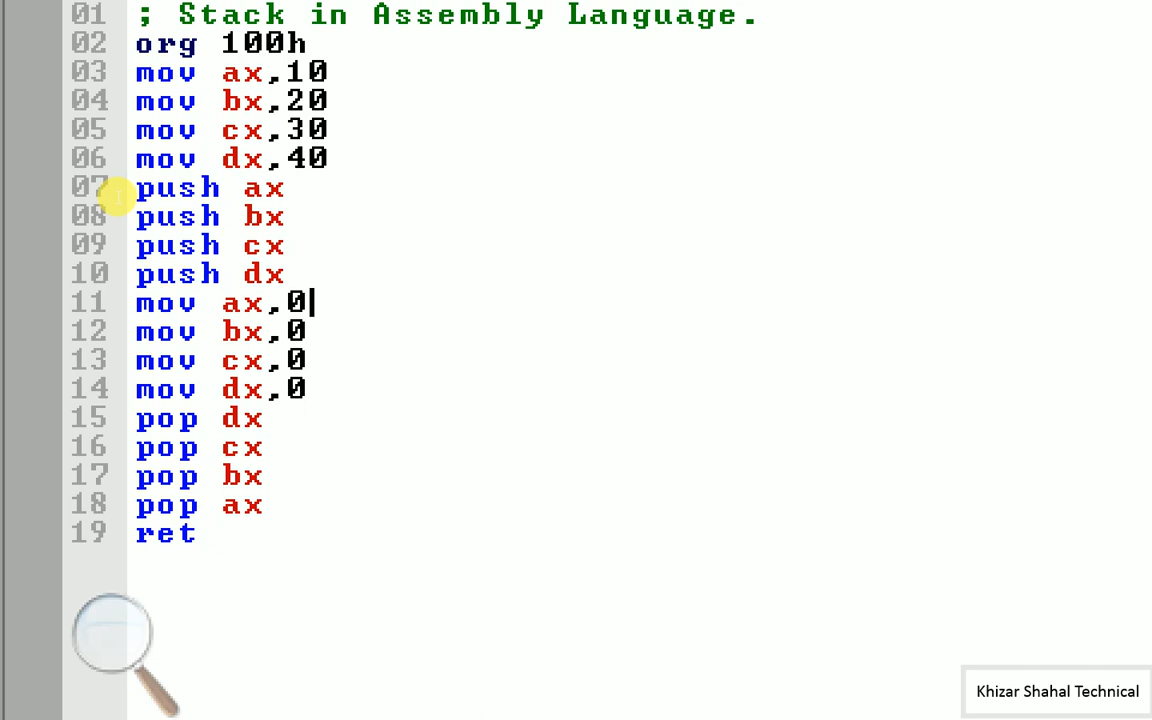 01 ; Stack in Assembly Language.
02 org 100h
03 mov ax,10
04 mov bx,20
05 mov cx,30
06 mov dx,40
07 push ax
08 push bx
09 push cx
10 push dx
11 mov ax,0
12 mov bx,0
13 mov cx,0
14 mov dx,0
15 pop dx
16 pop cx
17 pop bx
18 pop ax
19 ret
Khizar Shahal Technical